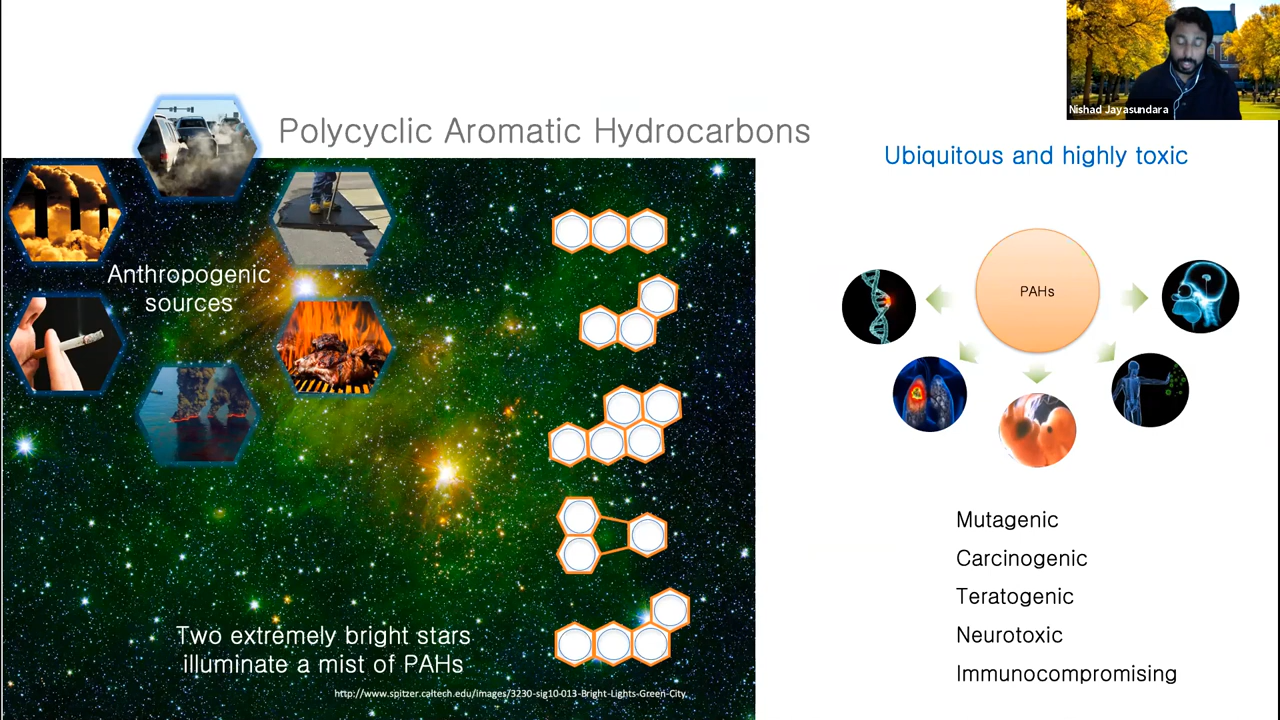 Nishad Jayasundara
Polycyclic Aromatic Hydrocarbons
Ubiquitous and highly toxic
Anthropogenic
sources
PAHs
Mutagenic
Carcinogenic
Teratogenic
Neurotoxic
Immunocompromising
Two extremely bright stars
illuminate a mist of PAHs
http://www.spitzer.caltech.edu/images/3230-sig10-013-Bright-Lights-Green-City,